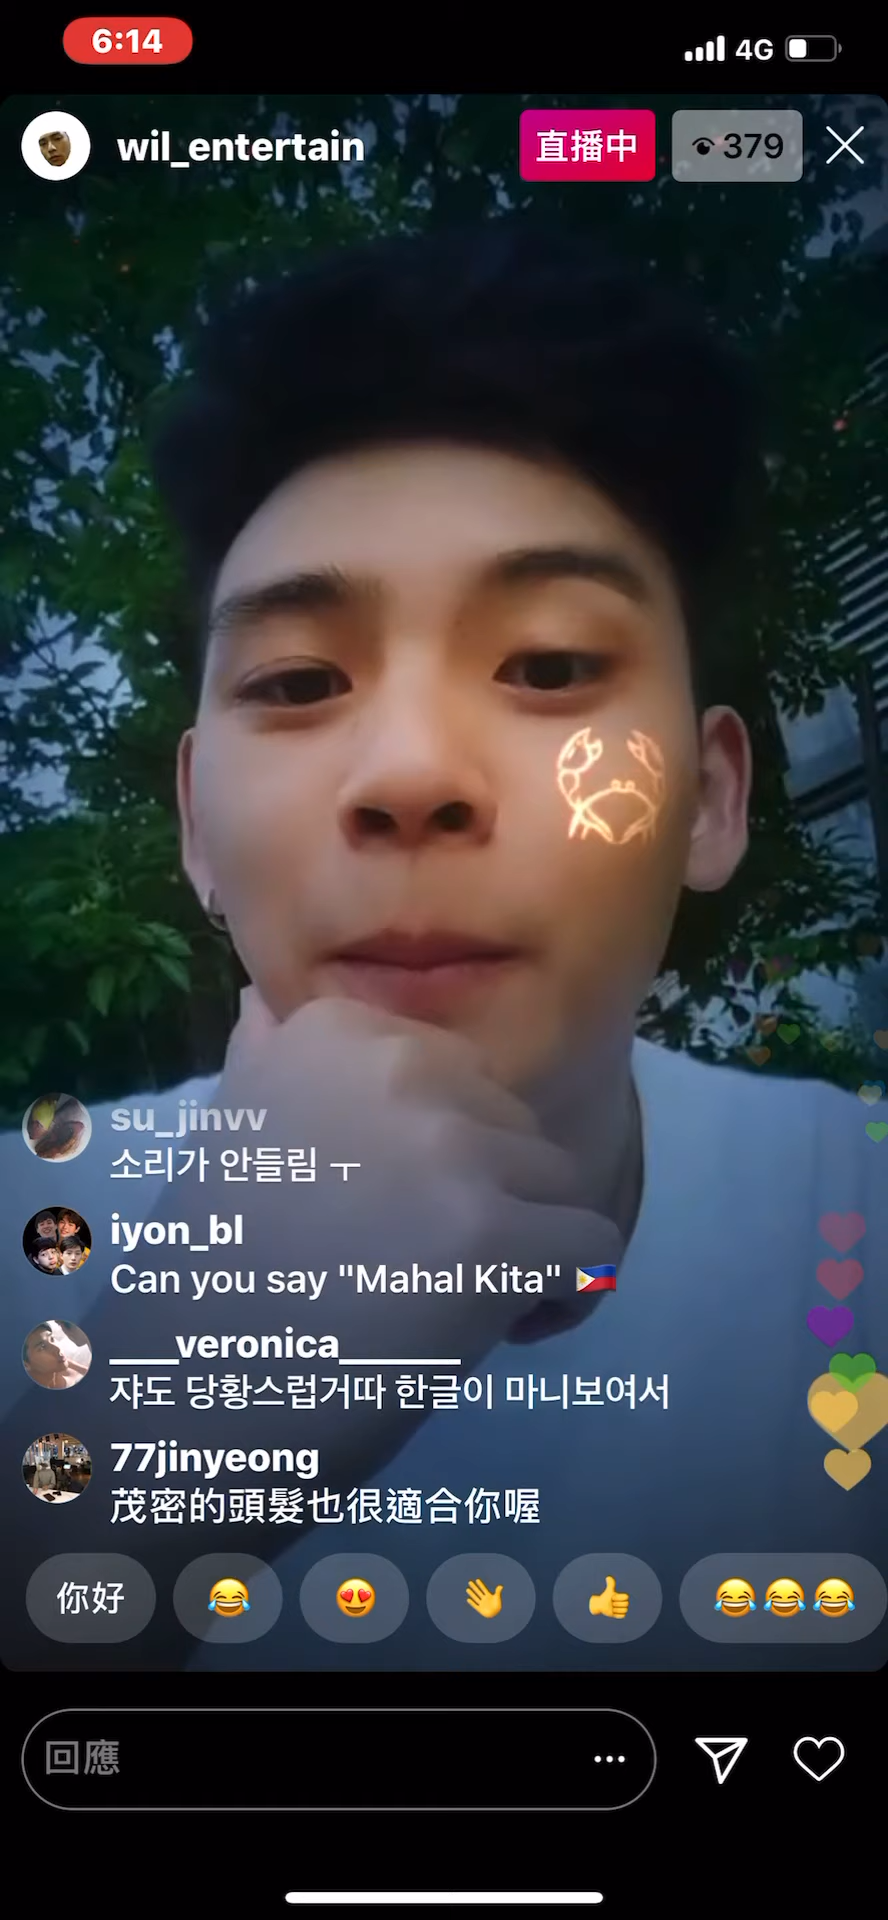 6:14
4G
wil_entertain
直播中
379
su_jinvv
소리가 안들림 ㅜ
iyon_bl
Can you say "Mahal Kita" 🇵🇭
___veronica_____
쟈도 당황스럽거따 한글이 마니보여서
77jinyeong
茂密的頭髮也很適合你喔
你好
😂
😍
👋
👍
😂😂😂
回應